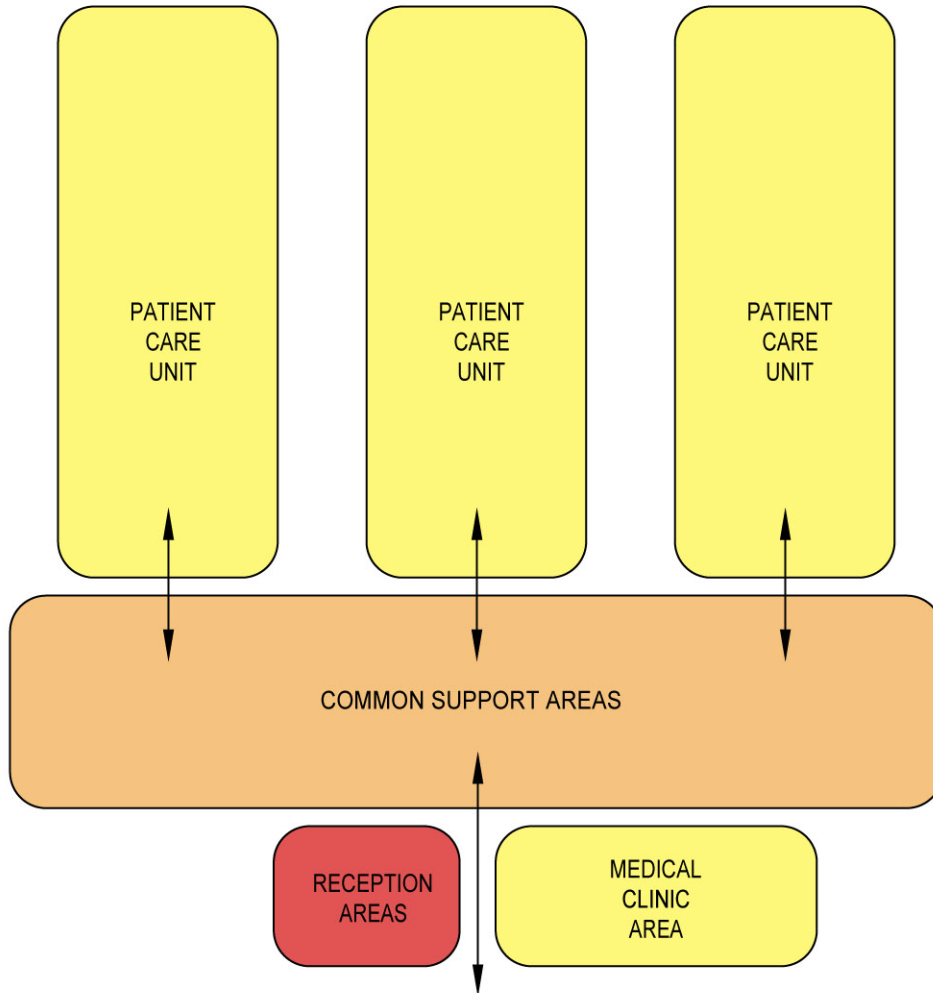 PATIENT
CARE
UNIT
PATIENT
CARE
UNIT
PATIENT
CARE
UNIT
COMMON SUPPORT AREAS
RECEPTION
AREAS
MEDICAL
CLINIC
AREA